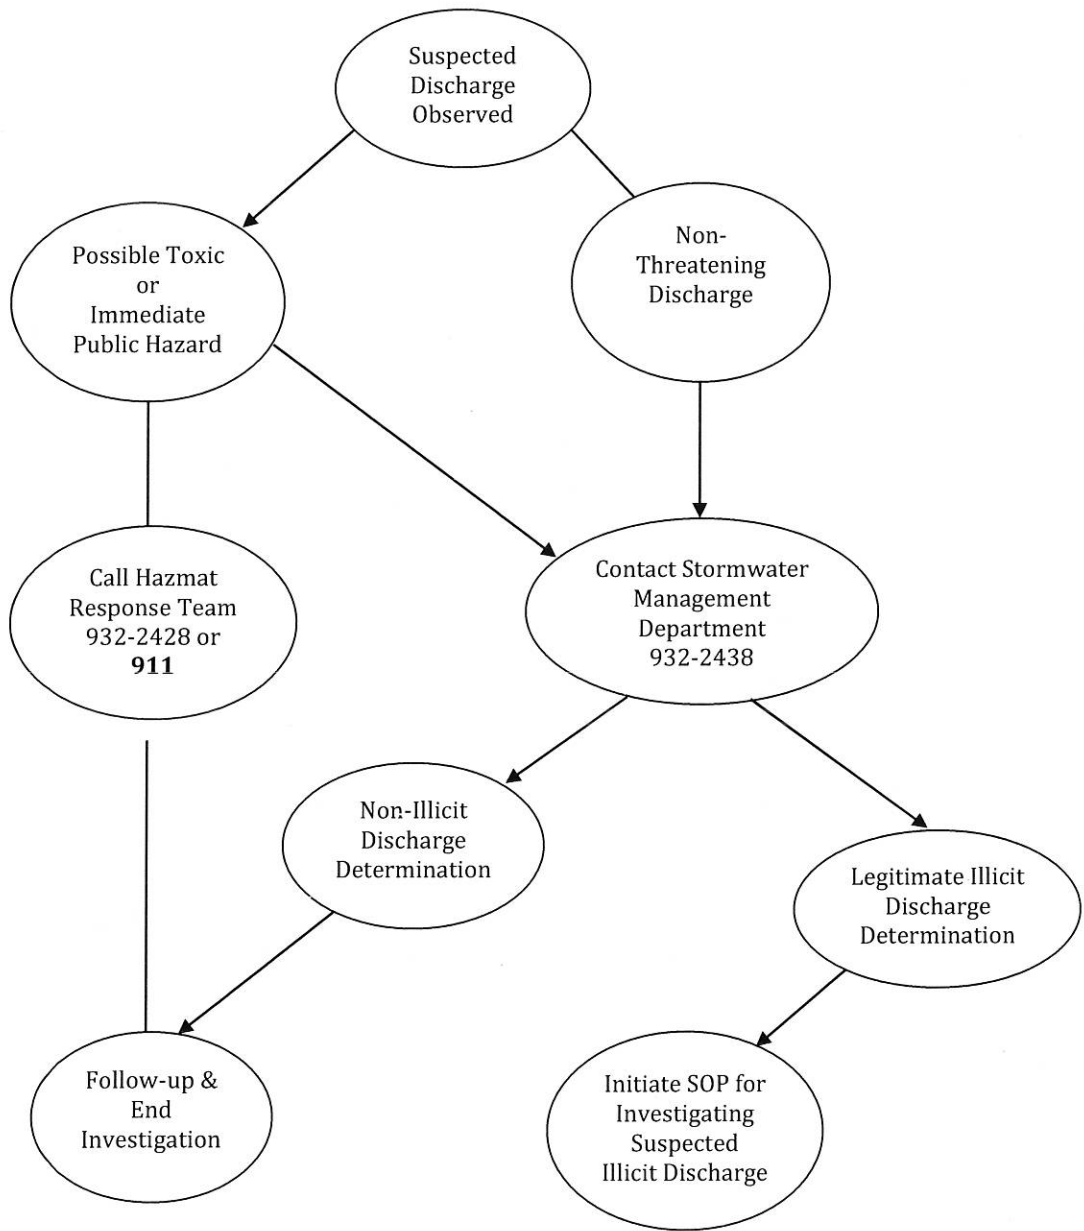 Suspected
Discharge
Observed
Possible Toxic
or
Immediate
Public Hazard
Non-
Threatening
Discharge
Call Hazmat
Response Team
932-2428 or
911
Contact Stormwater
Management
Department
932-2438
Non-Illicit
Discharge
Determination
Legitimate Illicit
Discharge
Determination
Follow-up &
End
Investigation
Initiate SOP for
Investigating
Suspected
Illicit Discharge